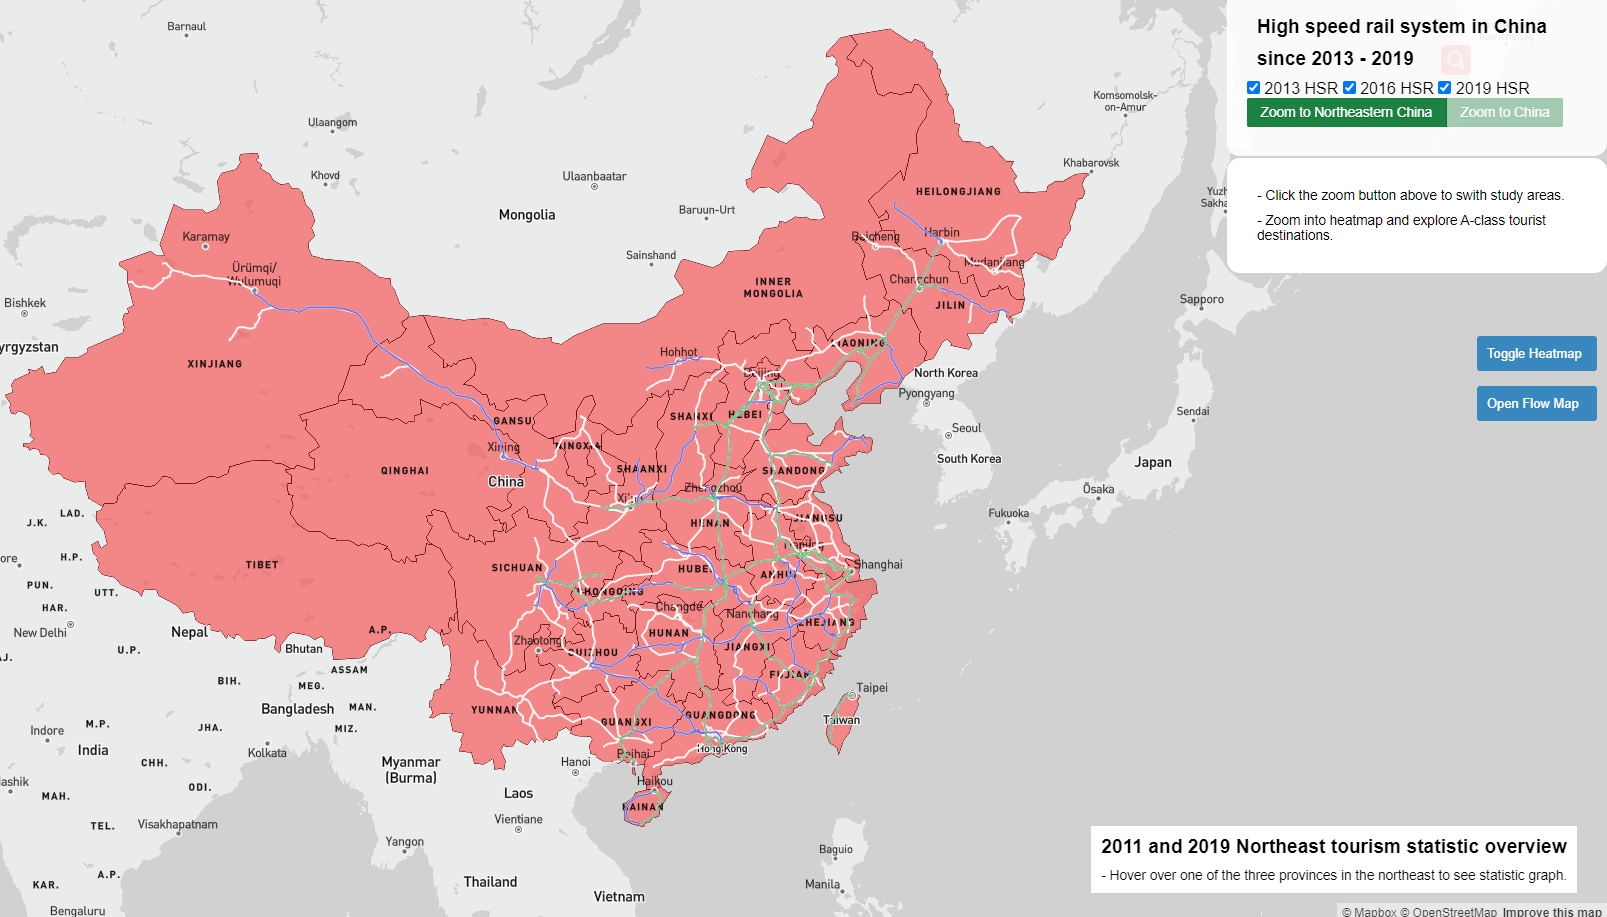 High speed rail system in China
since 2013 - 2019
2013 HSR 2016 HSR 2019 HSR
Zoom to Northeastern China
Zoom to China
- Click the zoom button above to swith study areas.
- Zoom into heatmap and explore A-class tourist
destinations.
Toggle Heatmap
Open Flow Map
2011 and 2019 Northeast tourism statistic overview
- Hover over one of the three provinces in the northeast to see statistic graph.
© Mapbox © OpenStreetMap Improve this map
Barnaul
Ulaangom
Khovd
Ulaanbaatar
Mongolia
Baruun-Urt
Sainshand
Komsomolsk-
on-Amur
Khabarovsk
HEILONGJIANG
Karamay
Ürümqi/
Wulumuqi
Bishkek
XINJIANG
INNER
MONGOLIA
Baicheng
Harbin
Mudanjiang
Changchun
JILIN
Sapporo
Hohhot
LIAONING
Beijing
North Korea
Pyongyang
Seoul
South Korea
Sendai
Japan
Ōsaka
Fukuoka
GANSU
Xining
China
QINGHAI
NINGXIA
SHANXI
HEBEI
SHAANXI
SHANDONG
Xi'an
Zhengzhou
HENAN
JIANGSU
Nanjing
Shanghai
J.K.
LAD.
H.P.
PUN.
UTT.
HAR.
New Delhi
TIBET
SICHUAN
CHONGQING
HUBEI
ANHUI
Changde
Nanchang
ZHEJIANG
Nepal
A.P.
Bhutan
U.P.
ASSAM
Zhaotong
GUIZHOU
HUNAN
JIANGXI
FUJIAN
BIH.
MEG.
Bangladesh
MAN.
YUNNAN
GUANGXI
GUANGDONG
Taipei
Taiwan
Indore
M.P.
JHA.
MIZ.
India
Kolkata
Hong Kong
Beihai
Hanoi
CHH.
Myanmar
(Burma)
ODI.
MAH.
Laos
Haikou
HAINAN
TEL.
Visakhapatnam
Vientiane
Yangon
Baguio
A.P.
KAR.
Thailand
Vietnam
Manila
Bengaluru